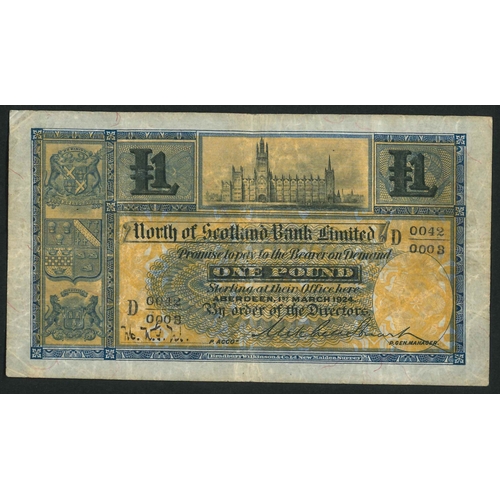 £1
£1
North of Scotland Bank Limited
D 0042
0003
Promise to pay to the Bearer on Demand
ONE POUND
Sterling at their Office here
D 0042
0003
ABERDEEN, 1ST MARCH 1924.
By order of the Directors.
P. ACCOT.
P. GEN. MANAGER.
Bradbury Wilkinson & Co. Ld. New Malden Surrey